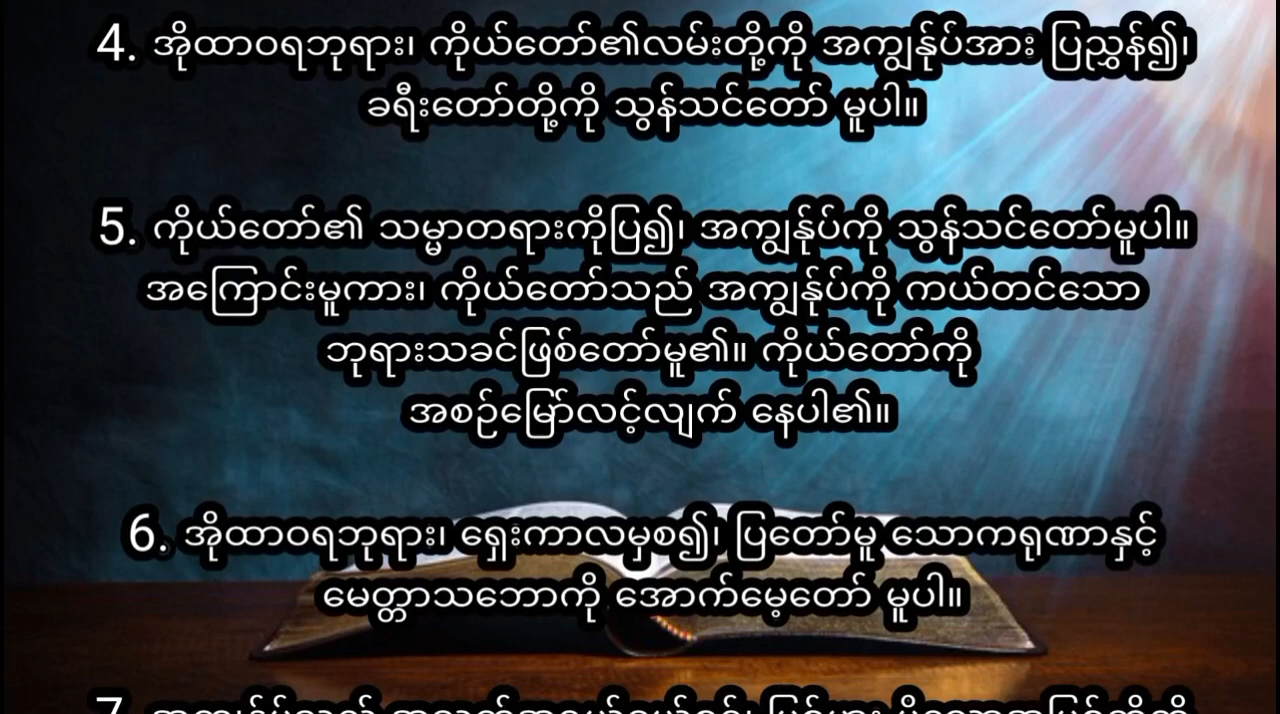 4. အိုထာဝရဘုရား၊ ကိုယ်တော်၏လမ်းတို့ကို အကျွန်ုပ်အား ပြညွှန်၍၊
ခရီးတော်တို့ကို သွန်သင်တော် မူပါ။
5. ကိုယ်တော်၏ သမ္မာတရားကိုပြ၍၊ အကျွန်ုပ်ကို သွန်သင်တော်မူပါ။
အကြောင်းမူကား၊ ကိုယ်တော်သည် အကျွန်ုပ်ကို ကယ်တင်သော
ဘုရားသခင်ဖြစ်တော်မူ၏။ ကိုယ်တော်ကို
အစဉ်မြော်လင့်လျက် နေပါ၏။
6. အိုထာဝရဘုရား၊ ရှေးကာလမှစ၍၊ ပြတော်မူ သောကရုဏာနှင့်
မေတ္တာသဘောကို အောက်မေ့တော် မူပါ။
7.